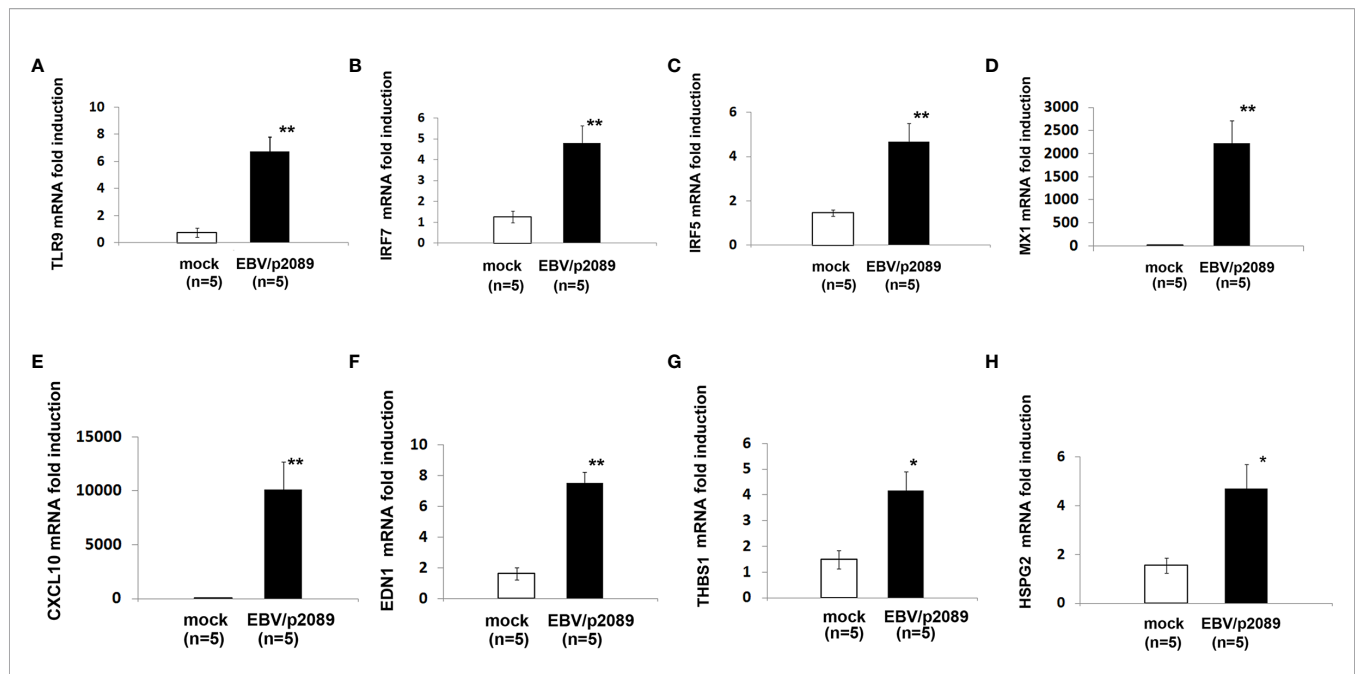 A
TLR9 mRNA fold induction
10
8
6
4
2
0
**
mock EBV/p2089
(n=5) (n=5)
B
IRF7 mRNA fold induction
6
5
4
3
2
1
0
**
mock EBV/p2089
(n=5) (n=5)
C
IRF5 mRNA fold induction
6
4
2
0
**
mock EBV/p2089
(n=5) (n=5)
D
MX1 mRNA fold induction
3000
2500
2000
1500
1000
500
0
**
mock EBV/p2089
(n=5) (n=5)
E
CXCL10 mRNA fold induction
15000
10000
5000
0
**
mock EBV/p2089
(n=5) (n=5)
F
EDN1 mRNA fold induction
10
8
6
4
2
0
**
mock EBV/p2089
(n=5) (n=5)
G
THBS1 mRNA fold induction
6
5
4
3
2
1
0
*
mock EBV/p2089
(n=5) (n=5)
H
HSPG2 mRNA fold induction
6
4
2
0
*
mock EBV/p2089
(n=5) (n=5)